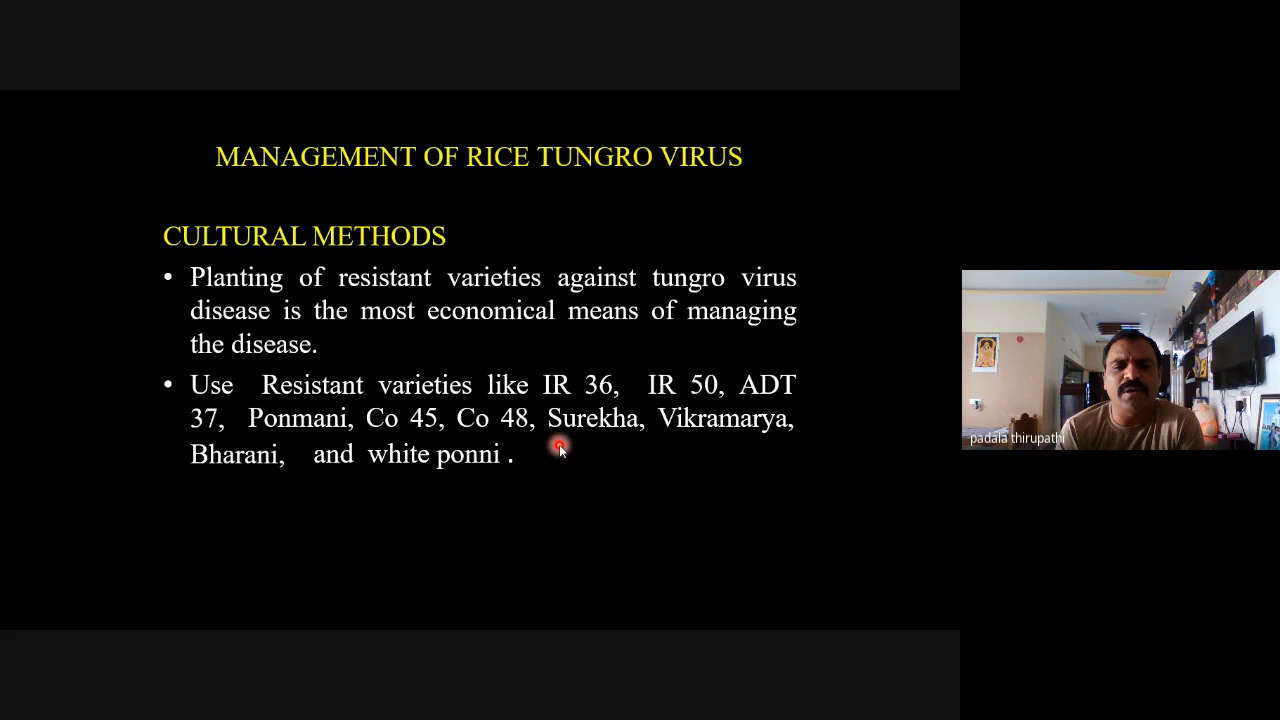 MANAGEMENT OF RICE TUNGRO VIRUS
CULTURAL METHODS
• Planting of resistant varieties against tungro virus
disease is the most economical means of managing
the disease.
• Use Resistant varieties like IR 36, IR 50, ADT
37, Ponmani, Co 45, Co 48, Surekha, Vikramarya,
Bharani, and white ponni .
padala thirupathi